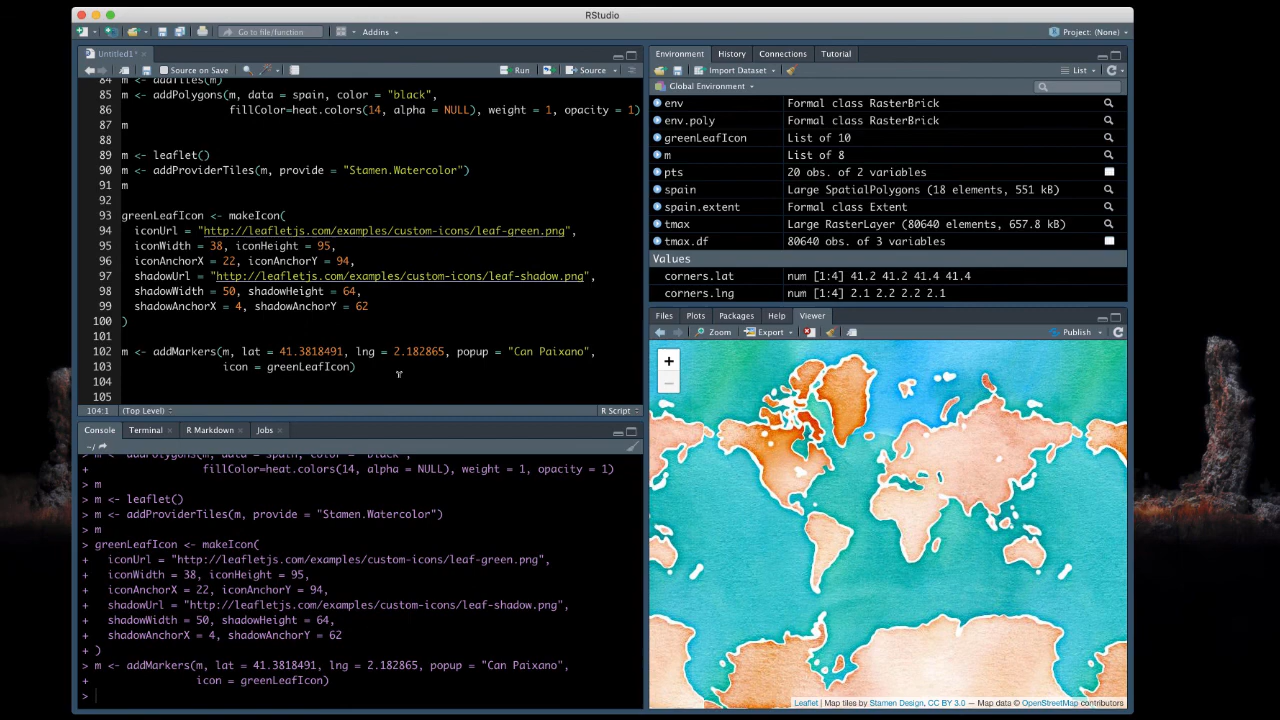 RStudio
Go to file/function
Addins
Project: (None)
Untitled1*
Source on Save
Run
Source
84 m <- addTiles(m)
85 m <- addPolygons(m, data = spain, color = "black",
86 fillColor=heat.colors(14, alpha = NULL), weight = 1, opacity = 1)
87 m
88
89 m <- leaflet()
90 m <- addProviderTiles(m, provide = "Stamen.Watercolor")
91 m
92
93 greenLeafIcon <- makeIcon(
94 iconUrl = "http://leafletjs.com/examples/custom-icons/leaf-green.png",
95 iconWidth = 38, iconHeight = 95,
96 iconAnchorX = 22, iconAnchorY = 94,
97 shadowUrl = "http://leafletjs.com/examples/custom-icons/leaf-shadow.png",
98 shadowWidth = 50, shadowHeight = 64,
99 shadowAnchorX = 4, shadowAnchorY = 62
100 )
101
102 m <- addMarkers(m, lat = 41.3818491, lng = 2.182865, popup = "Can Paixano",
103 icon = greenLeafIcon)
104
105
104:1 (Top Level)
R Script
Console Terminal R Markdown Jobs
~/
> m <- addPolygons(m, data = spain, color = "black",
+ fillColor=heat.colors(14, alpha = NULL), weight = 1, opacity = 1)
> m
> m <- leaflet()
> m <- addProviderTiles(m, provide = "Stamen.Watercolor")
> m
> greenLeafIcon <- makeIcon(
+ iconUrl = "http://leafletjs.com/examples/custom-icons/leaf-green.png",
+ iconWidth = 38, iconHeight = 95,
+ iconAnchorX = 22, iconAnchorY = 94,
+ shadowUrl = "http://leafletjs.com/examples/custom-icons/leaf-shadow.png",
+ shadowWidth = 50, shadowHeight = 64,
+ shadowAnchorX = 4, shadowAnchorY = 62
+ )
> m <- addMarkers(m, lat = 41.3818491, lng = 2.182865, popup = "Can Paixano",
+ icon = greenLeafIcon)
>
Environment History Connections Tutorial
Import Dataset
List
Global Environment
env Formal class RasterBrick
env.poly Formal class RasterBrick
greenLeafIcon List of 10
m List of 8
pts 20 obs. of 2 variables
spain Large SpatialPolygons (18 elements, 551 kB)
spain.extent Formal class Extent
tmax Large RasterLayer (80640 elements, 657.8 kB)
tmax.df 80640 obs. of 3 variables
Values
corners.lat num [1:4] 41.2 41.2 41.4 41.4
corners.lng num [1:4] 2.1 2.2 2.2 2.1
Files Plots Packages Help Viewer
Zoom Export Publish
+
−
Leaflet | Map tiles by Stamen Design, CC BY 3.0 — Map data © OpenStreetMap contributors